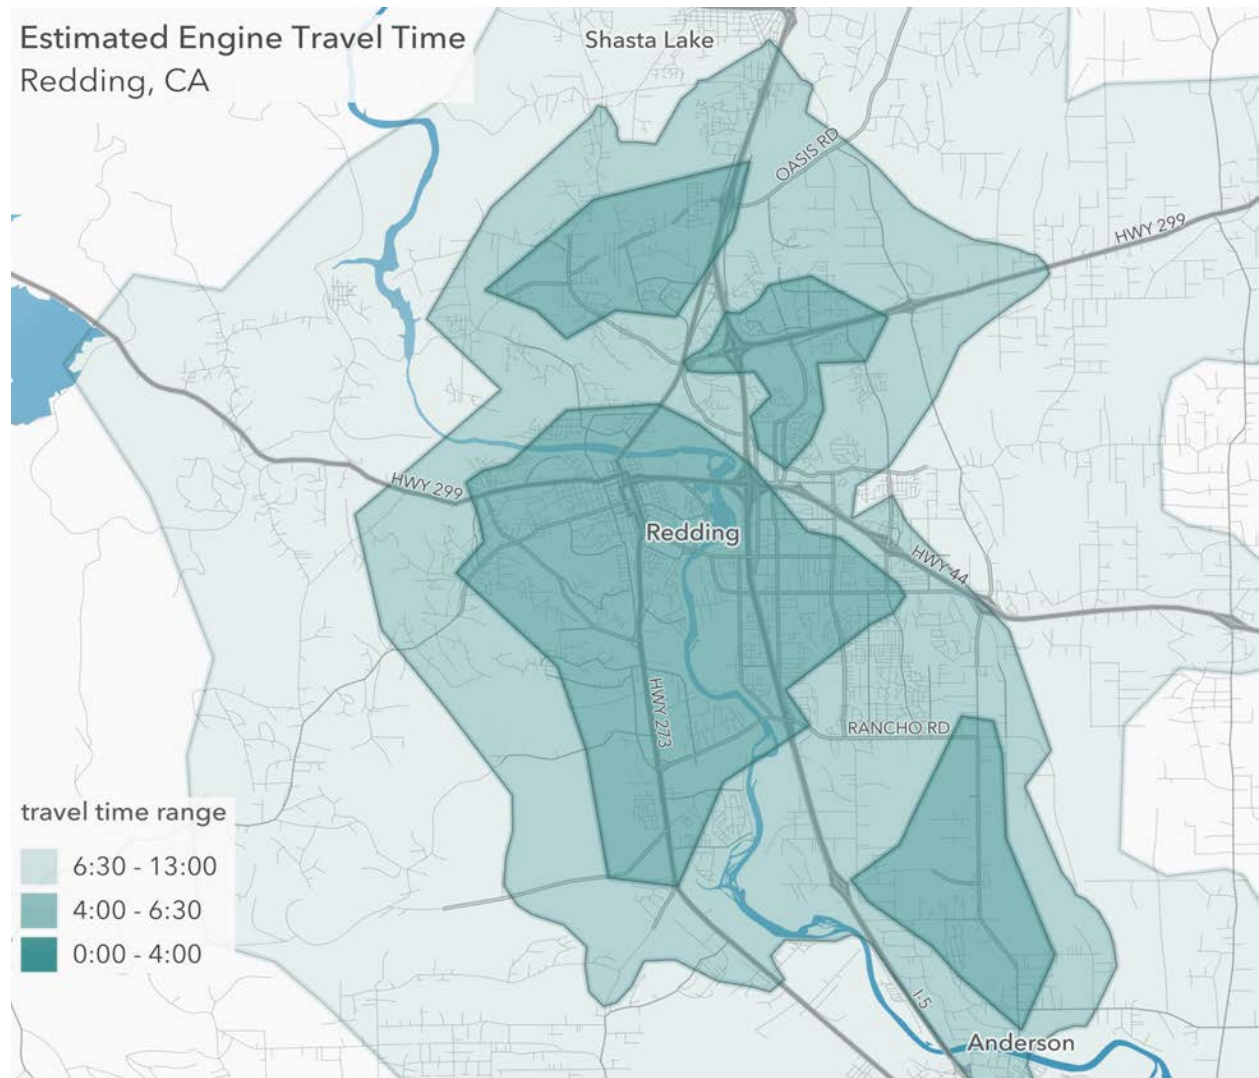 Estimated Engine Travel Time
Redding, CA
Shasta Lake
OASIS RD
HWY 299
HWY 299
Redding
HWY 44
HWY 273
RANCHO RD
travel time range
6:30 - 13:00
4:00 - 6:30
0:00 - 4:00
I-5
Anderson